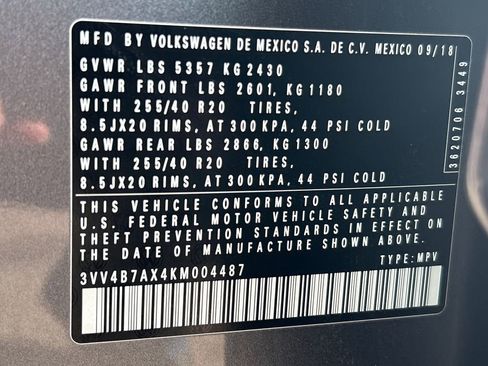 MFD BY VOLKSWAGEN DE MEXICO S.A. DE C.V. MEXICO 09/18
GVWR LBS 5357 KG 2430
GAWR FRONT LBS 2601, KG 1180
WITH 255/40 R20 TIRES,
8.5JX20 RIMS, AT 300 KPA, 44 PSI COLD
GAWR REAR LBS 2866, KG 1300
WITH 255/40 R20 TIRES,
8.5JX20 RIMS, AT 300 KPA, 44 PSI COLD
THIS VEHICLE CONFORMS TO ALL APPLICABLE
U.S. FEDERAL MOTOR VEHICLE SAFETY AND
THEFT PREVENTION STANDARDS IN EFFECT ON
THE DATE OF MANUFACTURE SHOWN ABOVE.
3VV4B7AX4KM004487 TYPE: MPV
3620706 3449